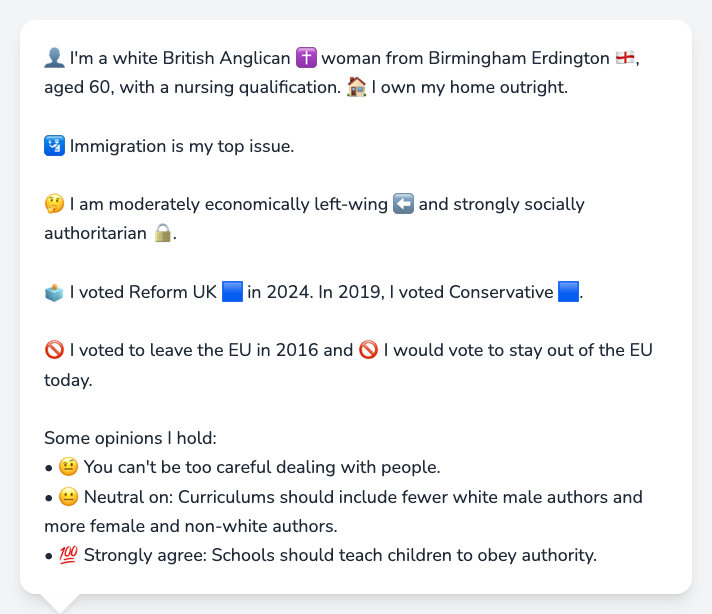 👤 I'm a white British Anglican ✝️ woman from Birmingham Erdington 🏴󠁧󠁢󠁥󠁮󠁧󠁿,
aged 60, with a nursing qualification. 🏠 I own my home outright.
🛂 Immigration is my top issue.
🤔 I am moderately economically left-wing ⬅️ and strongly socially
authoritarian 🔒.
🗳️ I voted Reform UK 🟦 in 2024. In 2019, I voted Conservative 🟦.
🚫 I voted to leave the EU in 2016 and 🚫 I would vote to stay out of the EU
today.
Some opinions I hold:
• 🤨 You can't be too careful dealing with people.
• 😐 Neutral on: Curriculums should include fewer white male authors and
more female and non-white authors.
• 💯 Strongly agree: Schools should teach children to obey authority.